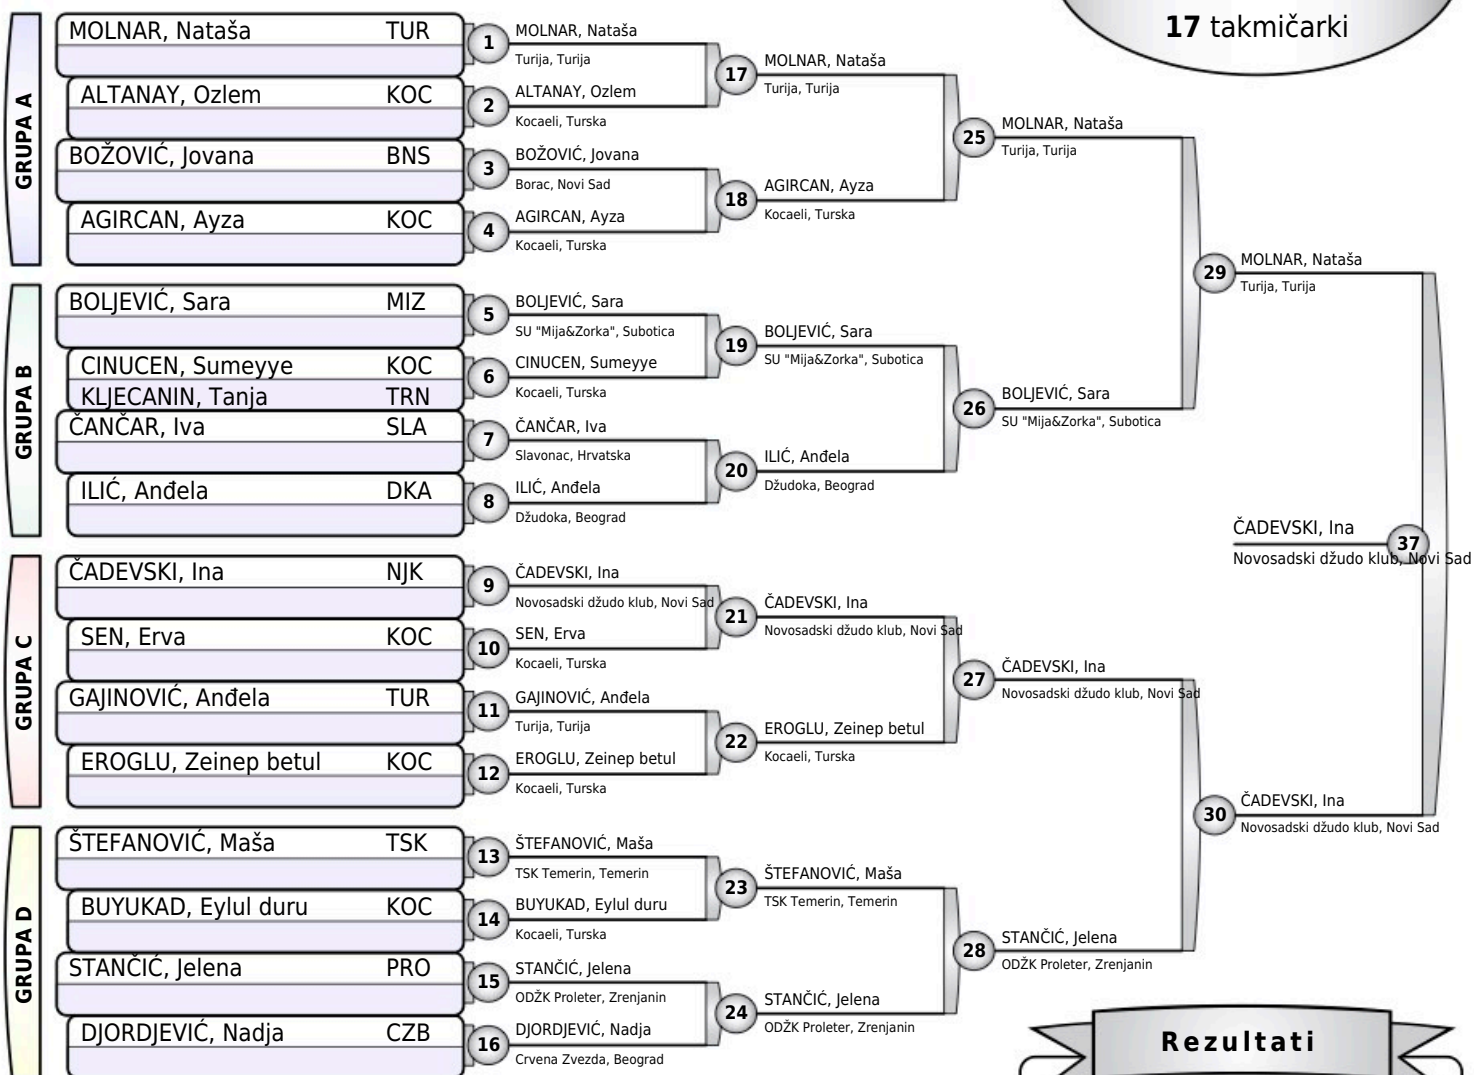 17 takmičarki
GRUPA A
MOLNAR, Nataša TUR
ALTANAY, Ozlem KOC
BOŽOVIĆ, Jovana BNS
AGIRCAN, Ayza KOC
GRUPA B
BOLJEVIĆ, Sara MIZ
CINUCEN, Sumeyye KOC
KLJECANIN, Tanja TRN
ČANČAR, Iva SLA
ILIĆ, Anđela DKA
GRUPA C
ČADEVSKI, Ina NJK
SEN, Erva KOC
GAJINOVIĆ, Anđela TUR
EROGLU, Zeinep betul KOC
GRUPA D
ŠTEFANOVIĆ, Maša TSK
BUYUKAD, Eylul duru KOC
STANČIĆ, Jelena PRO
DJORDJEVIĆ, Nadja CZB
1 MOLNAR, Nataša
Turija, Turija
2 ALTANAY, Ozlem
Kocaeli, Turska
3 BOŽOVIĆ, Jovana
Borac, Novi Sad
4 AGIRCAN, Ayza
Kocaeli, Turska
5 BOLJEVIĆ, Sara
SU "Mija&Zorka", Subotica
6 CINUCEN, Sumeyye
Kocaeli, Turska
7 ČANČAR, Iva
Slavonac, Hrvatska
8 ILIĆ, Anđela
Džudoka, Beograd
9 ČADEVSKI, Ina
Novosadski džudo klub, Novi Sad
10 SEN, Erva
Kocaeli, Turska
11 GAJINOVIĆ, Anđela
Turija, Turija
12 EROGLU, Zeinep betul
Kocaeli, Turska
13 ŠTEFANOVIĆ, Maša
TSK Temerin, Temerin
14 BUYUKAD, Eylul duru
Kocaeli, Turska
15 STANČIĆ, Jelena
ODŽK Proleter, Zrenjanin
16 DJORDJEVIĆ, Nadja
Crvena Zvezda, Beograd
17 MOLNAR, Nataša
Turija, Turija
18 AGIRCAN, Ayza
Kocaeli, Turska
19 BOLJEVIĆ, Sara
SU "Mija&Zorka", Subotica
20 ILIĆ, Anđela
Džudoka, Beograd
21 ČADEVSKI, Ina
Novosadski džudo klub, Novi Sad
22 EROGLU, Zeinep betul
Kocaeli, Turska
23 ŠTEFANOVIĆ, Maša
TSK Temerin, Temerin
24 STANČIĆ, Jelena
ODŽK Proleter, Zrenjanin
25 MOLNAR, Nataša
Turija, Turija
26 BOLJEVIĆ, Sara
SU "Mija&Zorka", Subotica
27 ČADEVSKI, Ina
Novosadski džudo klub, Novi Sad
28 STANČIĆ, Jelena
ODŽK Proleter, Zrenjanin
29 MOLNAR, Nataša
Turija, Turija
30 ČADEVSKI, Ina
Novosadski džudo klub, Novi Sad
ČADEVSKI, Ina 37
Novosadski džudo klub, Novi Sad
Rezultati